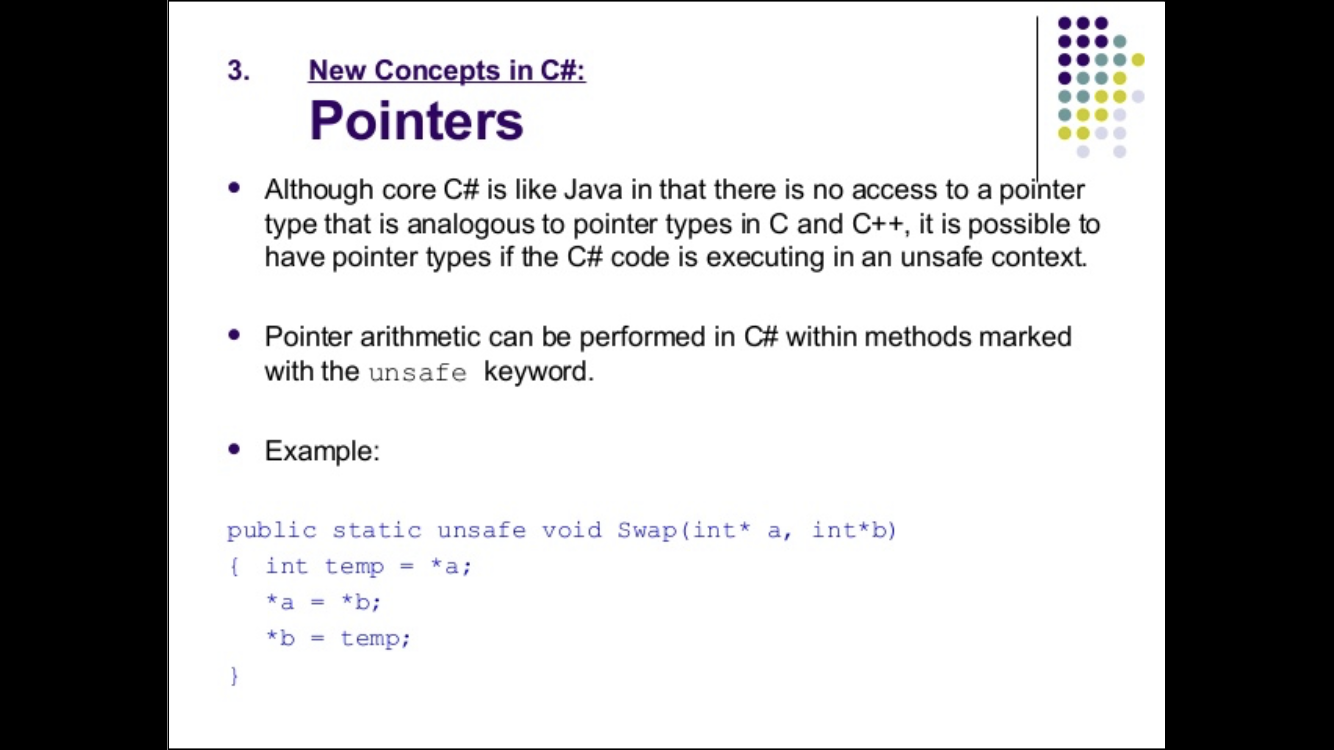 3. New Concepts in C#:
Pointers
• Although core C# is like Java in that there is no access to a pointer
type that is analogous to pointer types in C and C++, it is possible to
have pointer types if the C# code is executing in an unsafe context.
• Pointer arithmetic can be performed in C# within methods marked
with the unsafe keyword.
• Example:
public static unsafe void Swap(int* a, int*b)
{ int temp = *a;
*a = *b;
*b = temp;
}